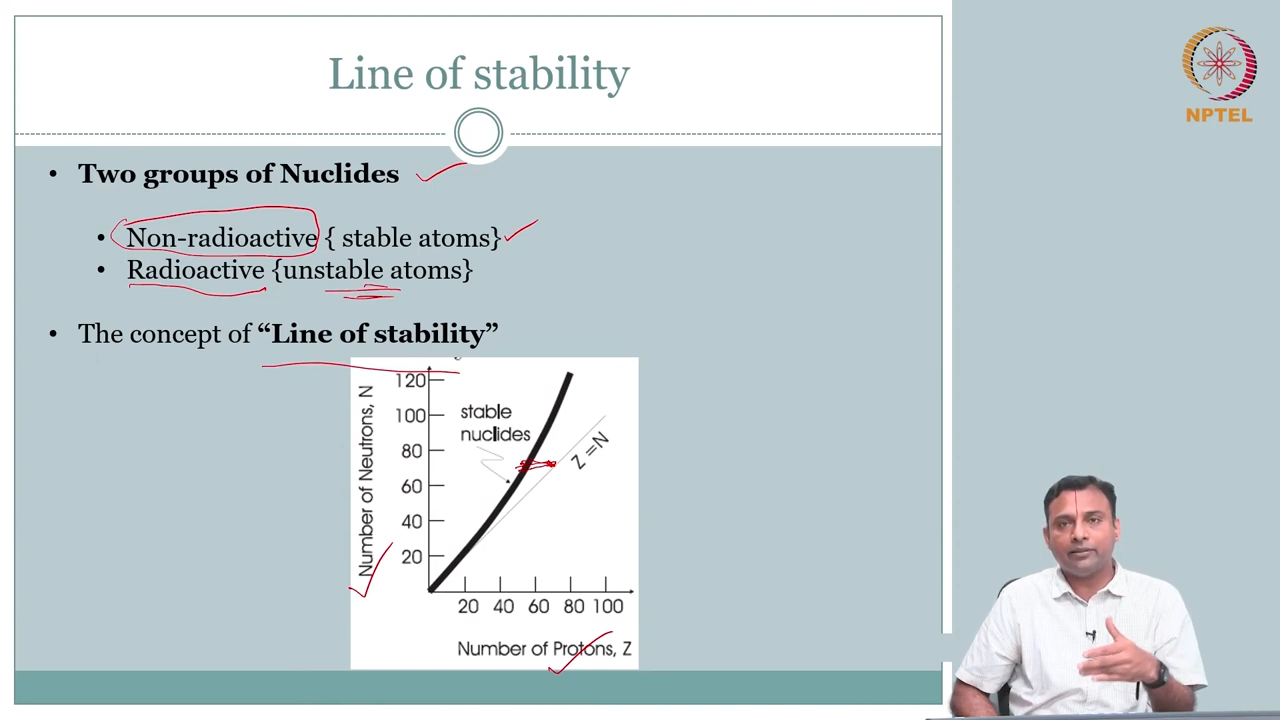 Line of stability
NPTEL
• Two groups of Nuclides
• Non-radioactive { stable atoms}
• Radioactive {unstable atoms}
• The concept of “Line of stability”
Number of Neutrons, N
120
100
80
60
40
20
stable
nuclides
Z =N
20 40 60 80 100
Number of Protons, Z